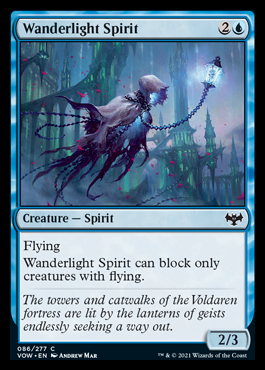 Wanderlight Spirit 2
Creature — Spirit
Flying
Wanderlight Spirit can block only
creatures with flying.
The towers and catwalks of the Voldaren
fortress are lit by the lanterns of geists
endlessly seeking a way out.
2/3
086/277 C
VOW • EN Andrew Mar
™ & © 2021 Wizards of the Coast